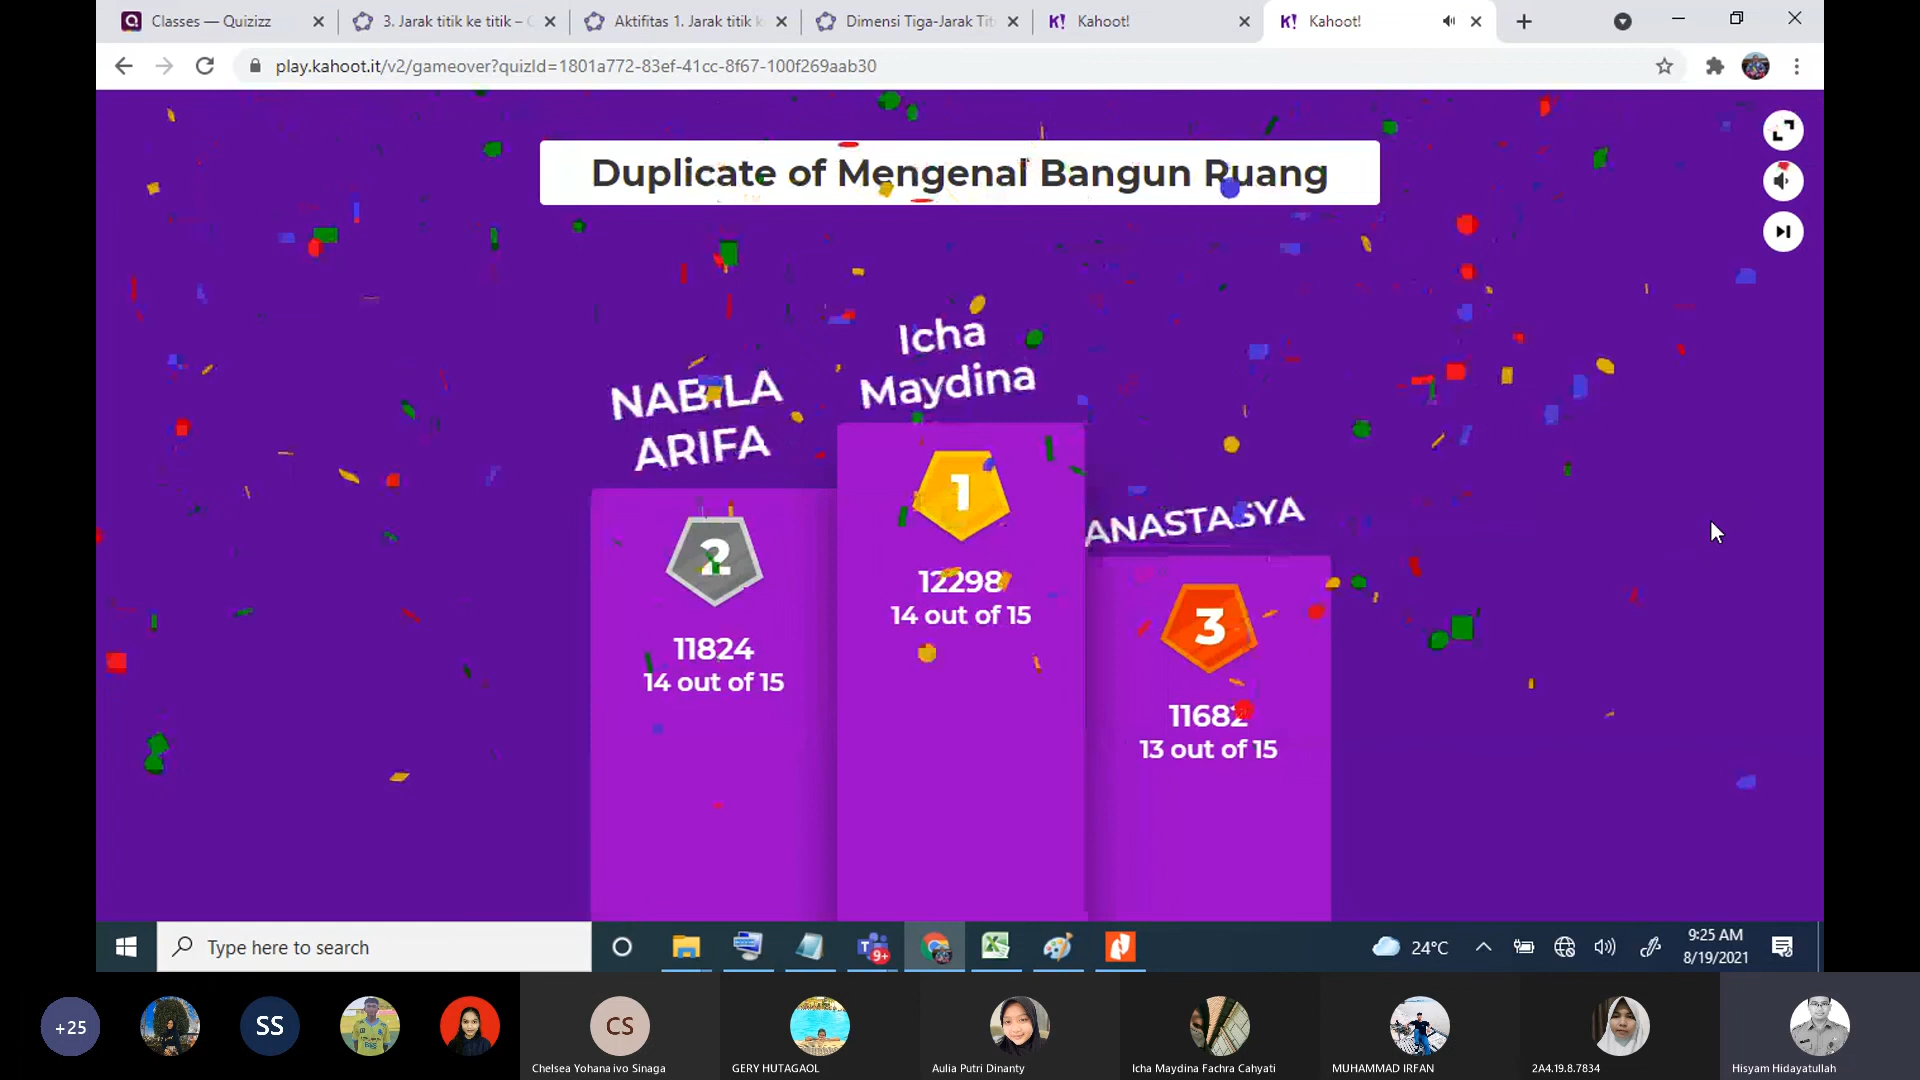 Classes — Quizizz
3. Jarak titik ke titik –
Aktifitas 1. Jarak titik k
Dimensi Tiga-Jarak Tit
K! Kahoot!
K! Kahoot!
play.kahoot.it/v2/gameover?quizId=1801a772-83ef-41cc-8f67-100f269aab30
Duplicate of Mengenal Bangun Ruang
Icha
Maydina
NABILA
ARIFA
ANASTASYA
1
12298
14 out of 15
2
11824
14 out of 15
3
11682
13 out of 15
Type here to search
9+
24°C
9:25 AM
8/19/2021
+25
SS
CS
Chelsea Yohana ivo Sinaga
GERY HUTAGAOL
Aulia Putri Dinanty
Icha Maydina Fachra Cahyati
MUHAMMAD IRFAN
2A4.19.8.7834
Hisyam Hidayatullah